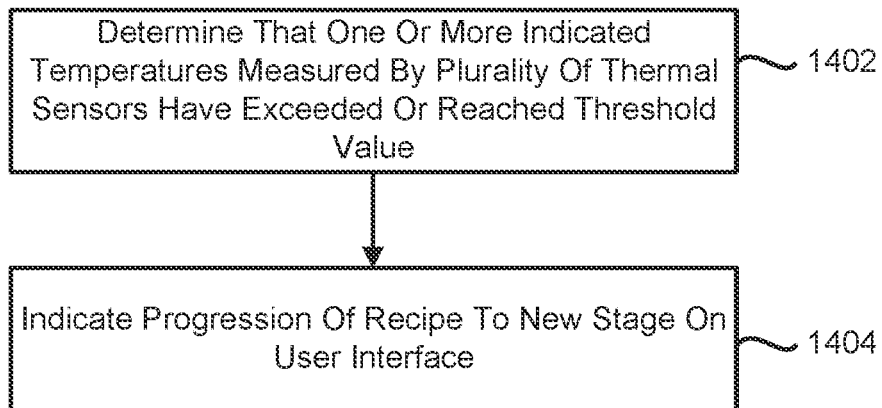 Determine That One Or More Indicated
Temperatures Measured By Plurality Of Thermal
Sensors Have Exceeded Or Reached Threshold
Value
1402
Indicate Progression Of Recipe To New Stage On
User Interface
1404